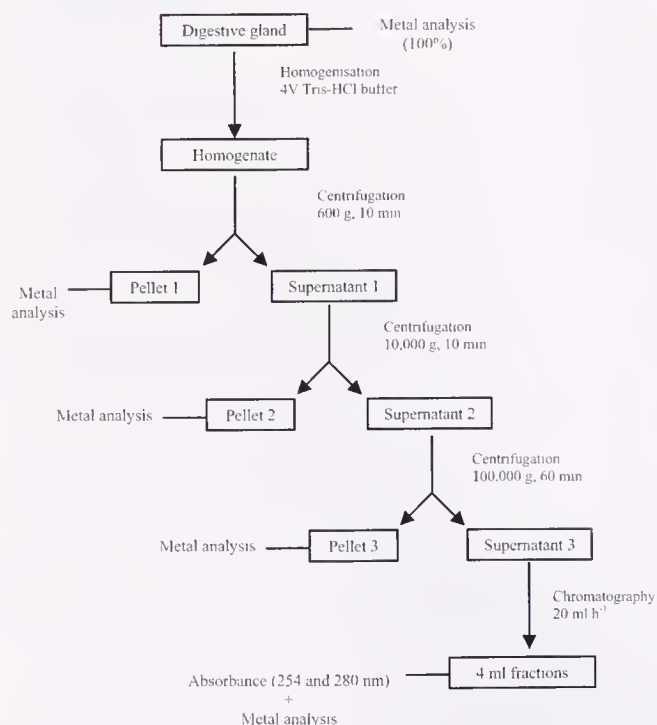 Digestive gland
Metal analysis
(100%)
Homogenisation
4V Tris-HCl buffer
Homogenate
Centrifugation
600 g, 10 min
Pellet 1
Supernatant 1
Metal
analysis
Centrifugation
10,000 g, 10 min
Metal analysis
Pellet 2
Supernatant 2
Centrifugation
100,000 g, 60 min
Metal analysis
Pellet 3
Supernatant 3
Chromatography
20 ml h⁻¹
4 ml fractions
Absorbance (254 and 280 nm)
+
Metal analysis